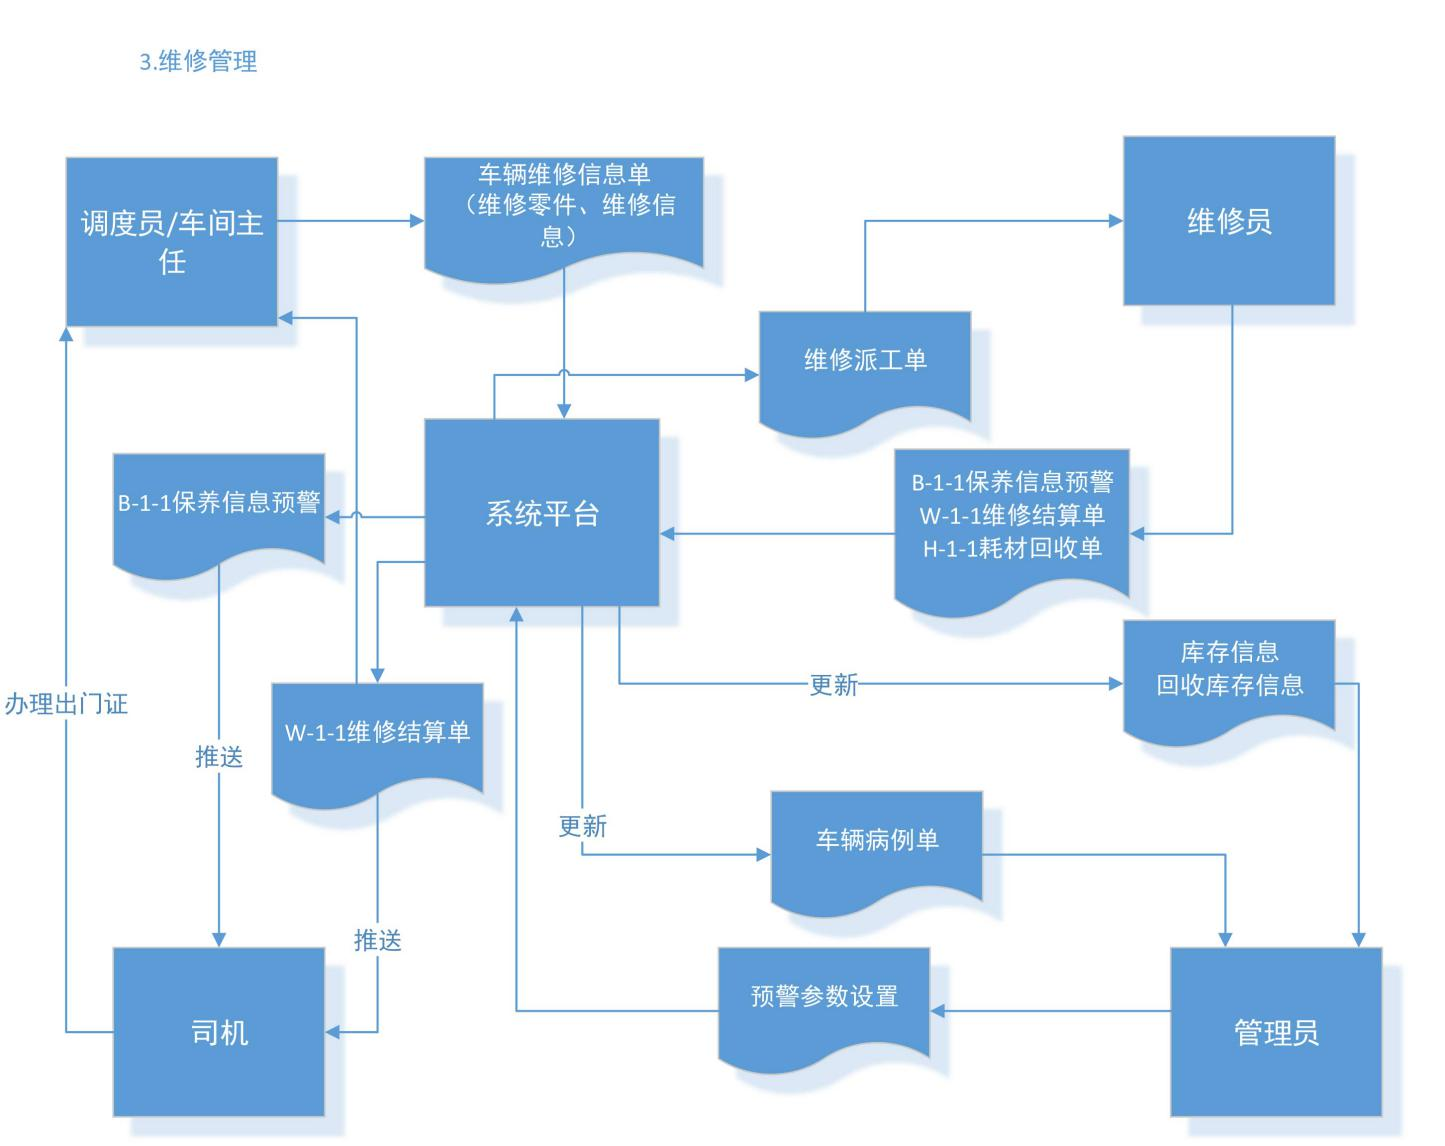 3.维修管理
调度员/车间主
任
车辆维修信息单
（维修零件、维修信
息）
维修员
维修派工单
B-1-1保养信息预警
系统平台
B-1-1保养信息预警
W-1-1维修结算单
H-1-1耗材回收单
库存信息
回收库存信息
更新
办理出门证
推送
W-1-1维修结算单
更新
车辆病例单
推送
预警参数设置
司机
管理员